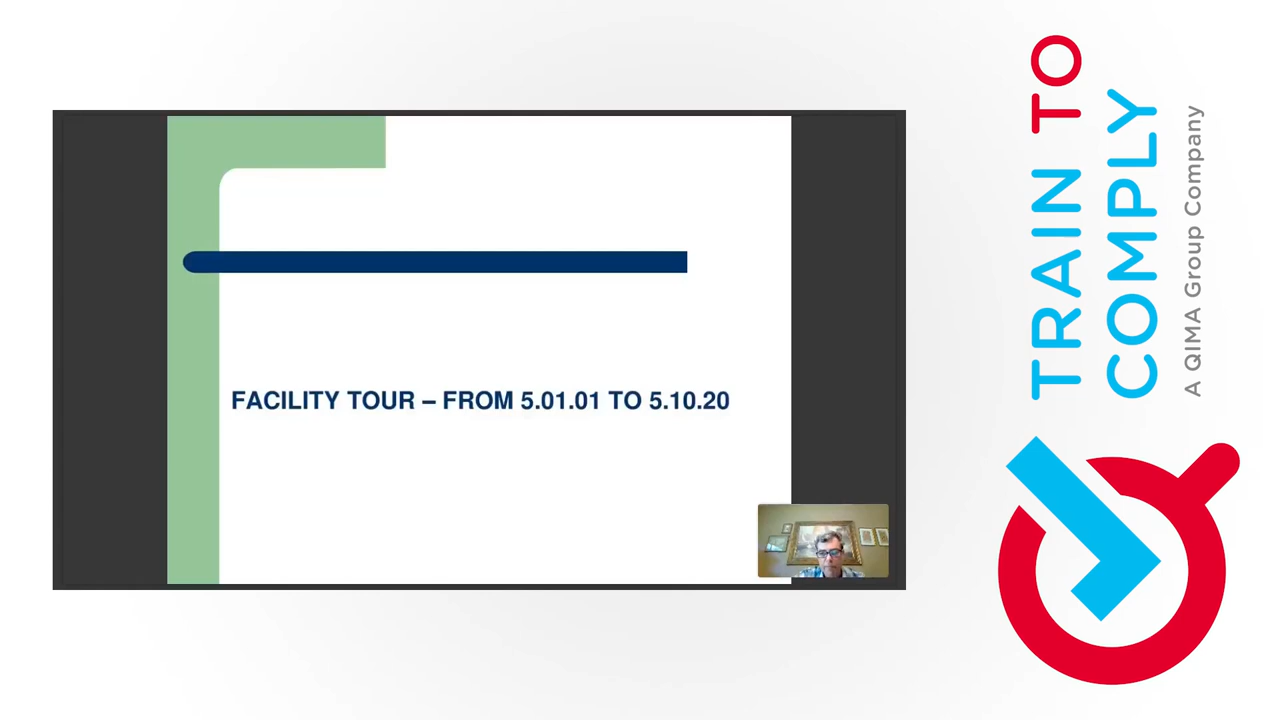 FACILITY TOUR – FROM 5.01.01 TO 5.10.20
TRAIN TO
COMPLY
A QIMA Group Company